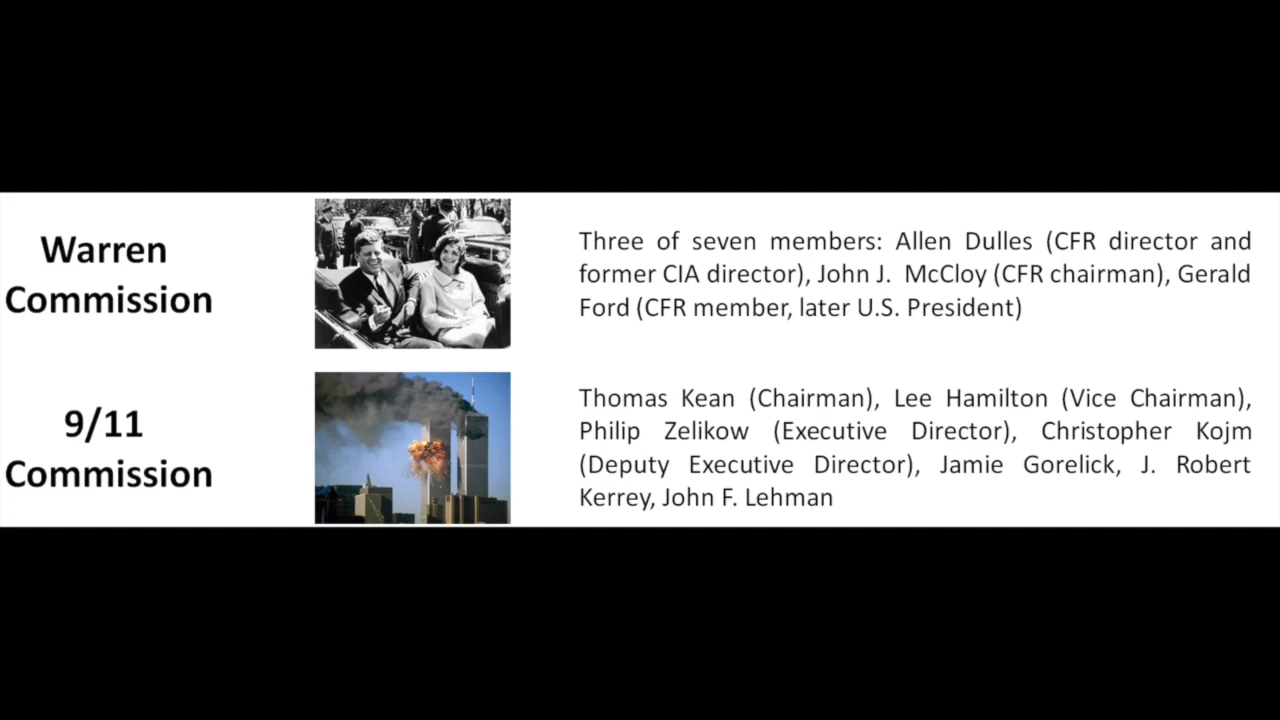 Warren
Commission
Three of seven members: Allen Dulles (CFR director and
former CIA director), John J. McCloy (CFR chairman), Gerald
Ford (CFR member, later U.S. President)
9/11
Commission
Thomas Kean (Chairman), Lee Hamilton (Vice Chairman),
Philip Zelikow (Executive Director), Christopher Kojm
(Deputy Executive Director), Jamie Gorelick, J. Robert
Kerrey, John F. Lehman